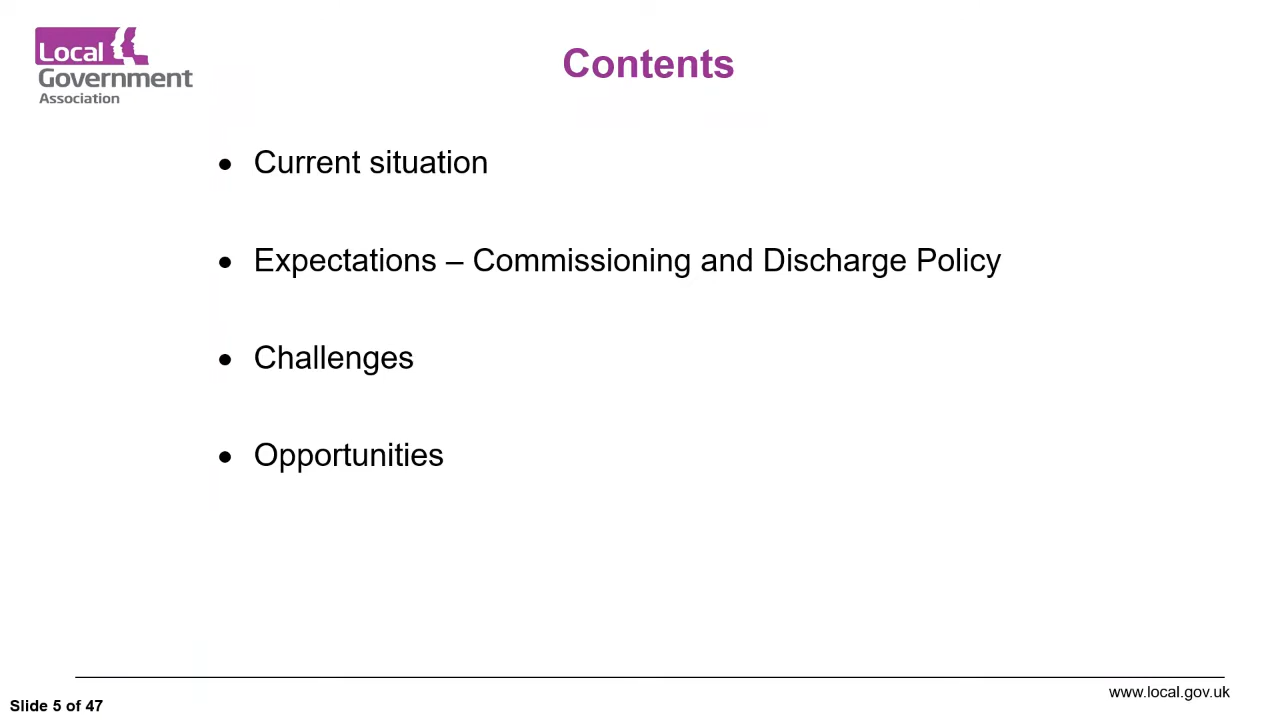 Local
Government
Association
Contents
• Current situation
• Expectations – Commissioning and Discharge Policy
• Challenges
• Opportunities
www.local.gov.uk
Slide 5 of 47